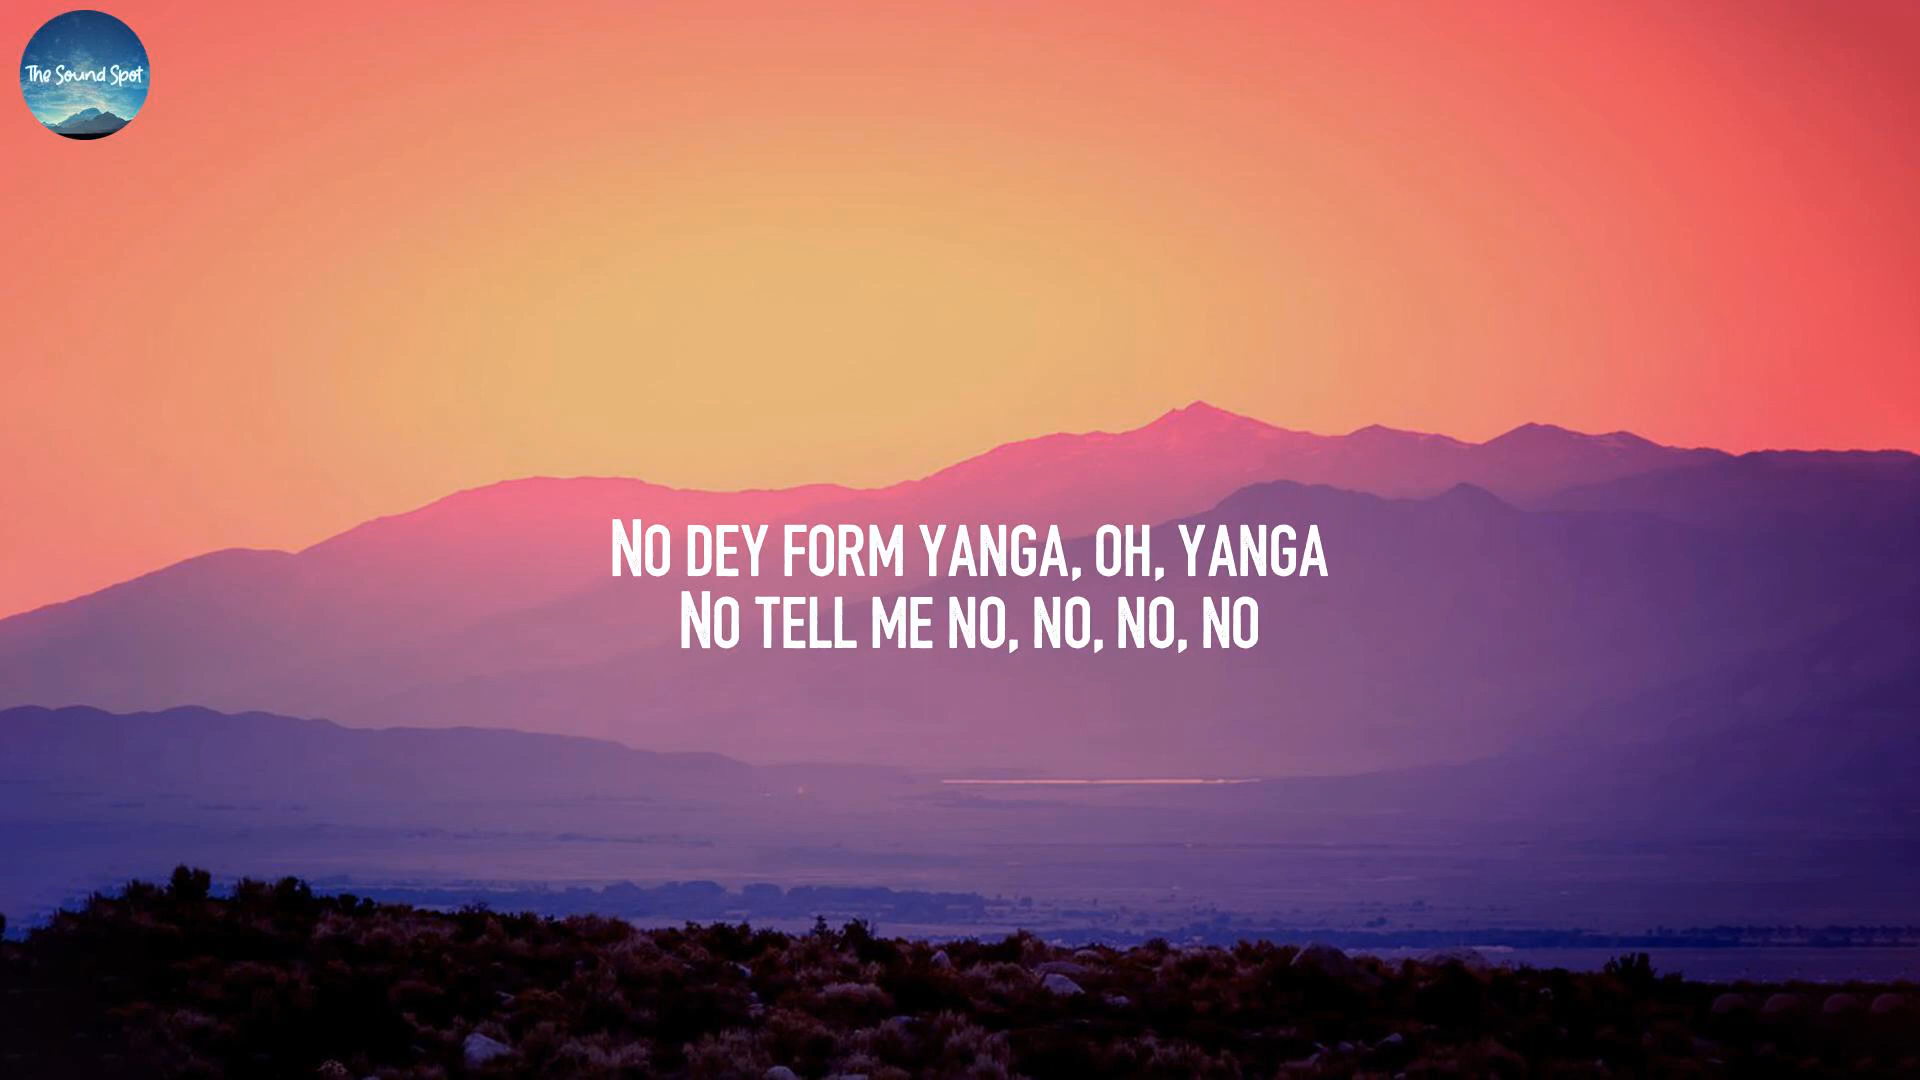 The Sound Spot
No dey form yanga, oh, yanga
No tell me no, no, no, no